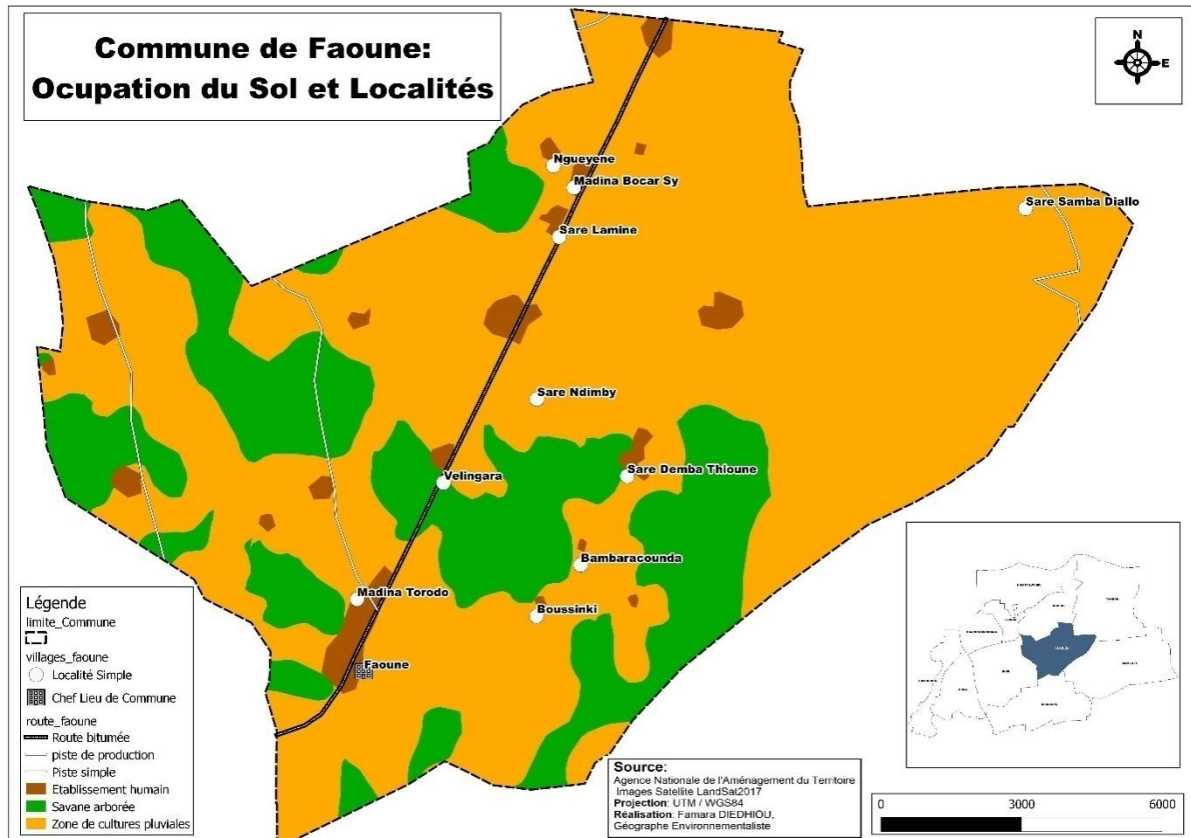 Commune de Faoune:
Ocupation du Sol et Localités
N
E
Ngueyene
Madina Bocar Sy
Sare Samba Diallo
Sare Lamine
Sare Ndimby
Velingara
Sare Demba Thioune
Bambaracounda
Madina Torodo
Boussinki
Faoune
Légende
limite_Commune
villages_faoune
Localité Simple
Chef Lieu de Commune
route_faoune
Route bitumée
piste de production
Piste simple
Etablissement humain
Savane arborée
Zone de cultures pluviales
Source:
Agence Nationale de l'Aménagement du Territoire
Images Satellite LandSat2017
Projection: UTM / WGS84
Réalisation: Famara DIEDHIOU,
Géographe Environnementaliste
0 3000 6000